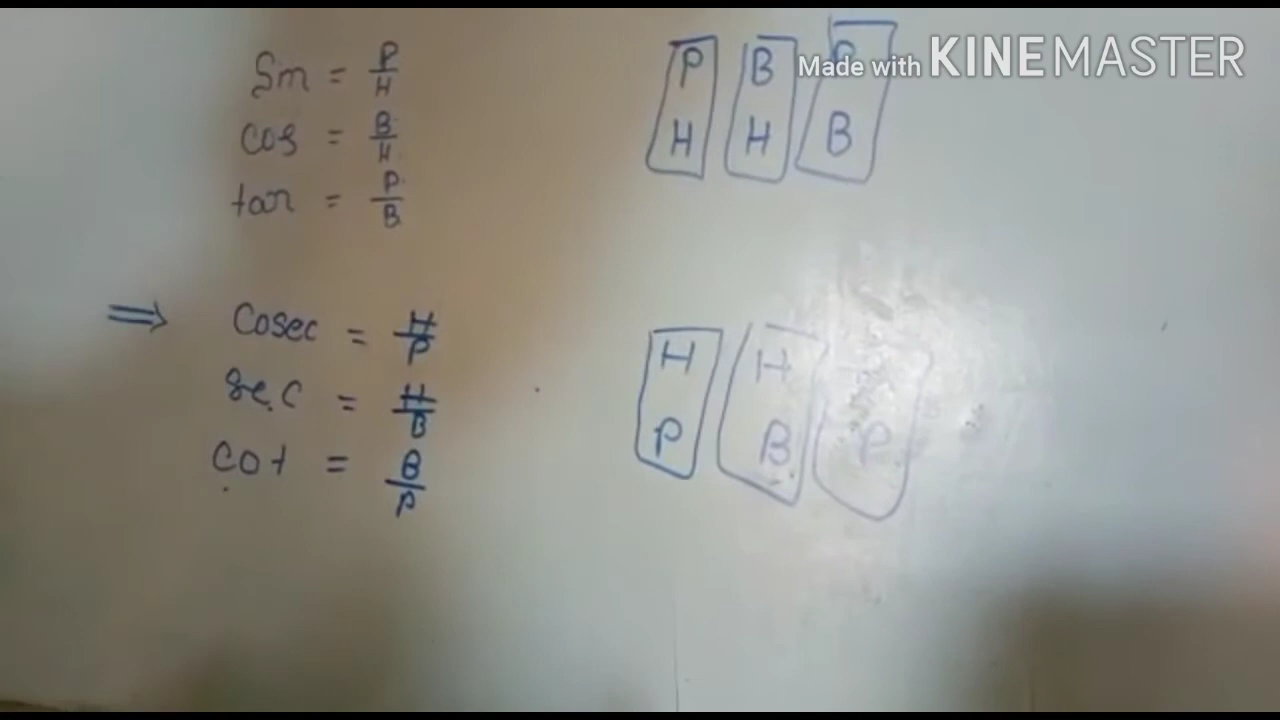 Sin = P/H
cos = B/H
tan = P/B
P B P
H H B
Made with KINEMASTER
⇒ Cosec = H/P
sec = H/B
cot = B/P
H H
P B P